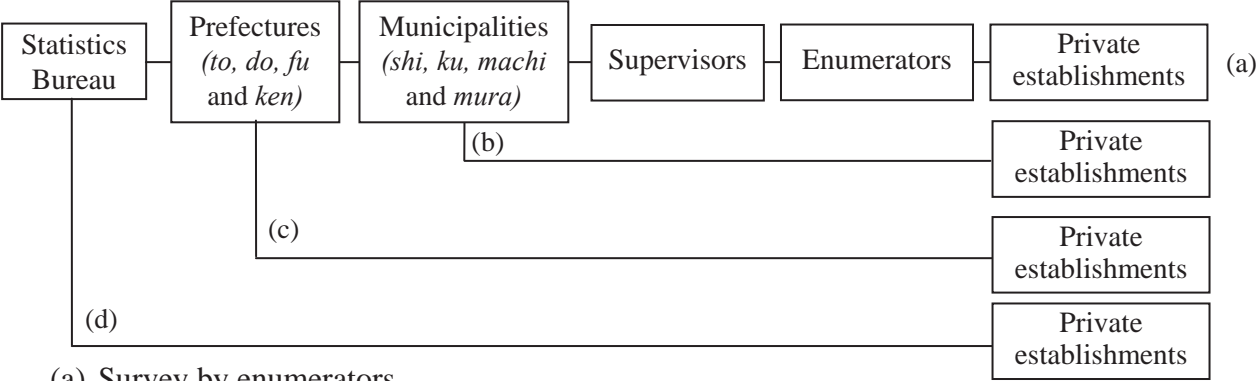 Statistics
Bureau
Prefectures
(to, do, fu
and ken)
Municipalities
(shi, ku, machi
and mura)
Supervisors
Enumerators
Private
establishments
(a)
(b)
Private
establishments
(c)
Private
establishments
(d)
Private
establishments
(a) Survey by enumerators